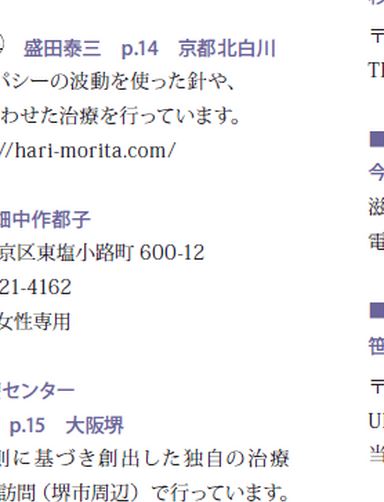 盛田泰三 p.14 京都北白川
パシーの波動を使った針や、
わせた治療を行っています。
//hari-morita.com/
畑中作都子
京区東塩小路町 600-12
21-4162
女性専用
センター
p.15 大阪堺
則に基づき創出した独自の治療
訪問（堺市周辺）で行っています。
〒
今
滋
電
笹
〒
当